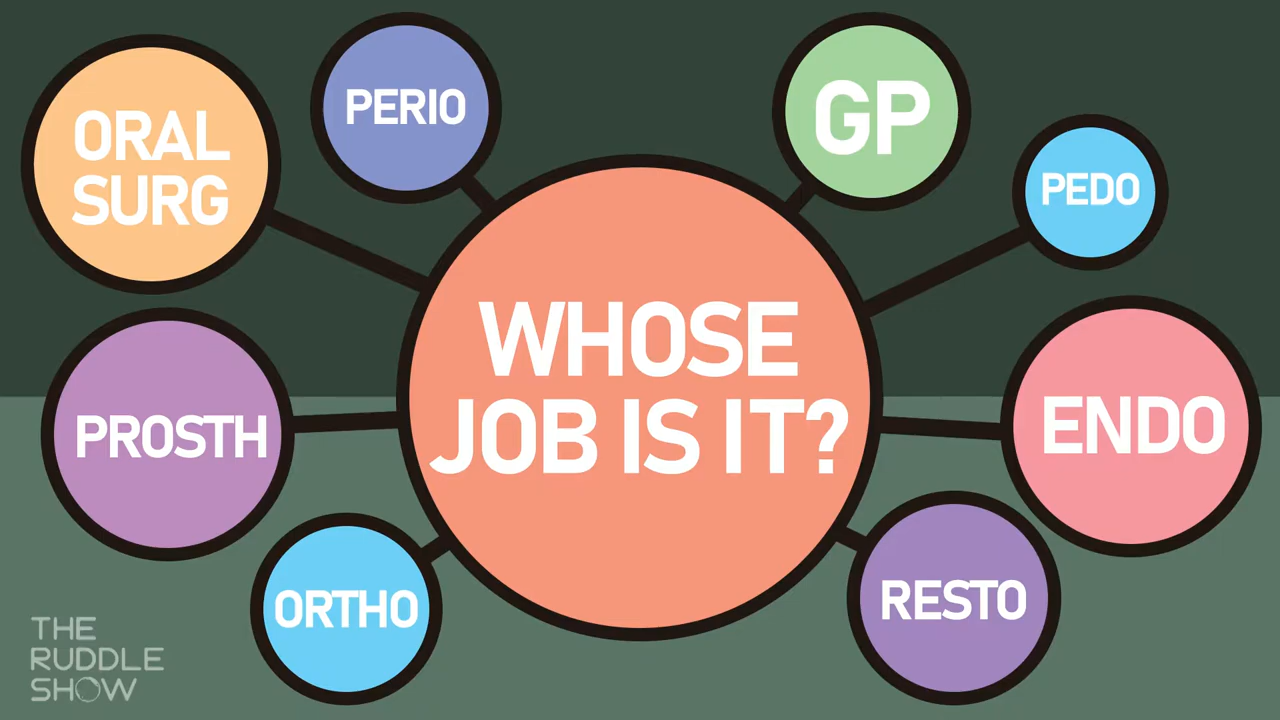 ORAL
SURG
PERIO
GP
PEDO
WHOSE
JOB IS IT?
PROSTH
ENDO
ORTHO
RESTO
THE
RUDDLE
SHOW